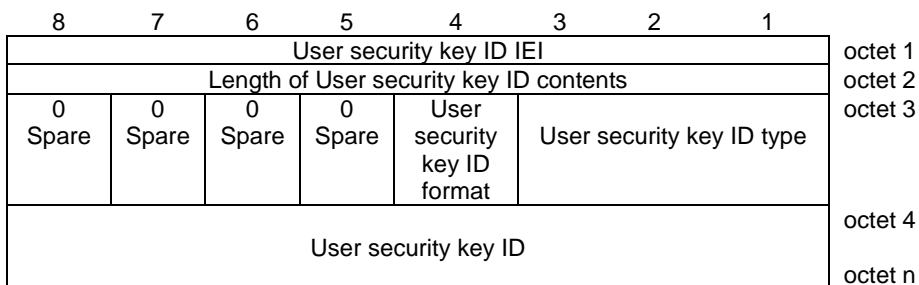 8 7 6 5 4 3 2 1
User security key ID IEI octet 1
Length of User security key ID contents octet 2
0 0 0 0 User octet 3
Spare Spare Spare Spare security User security key ID type
key ID
format
octet 4
User security key ID
octet n